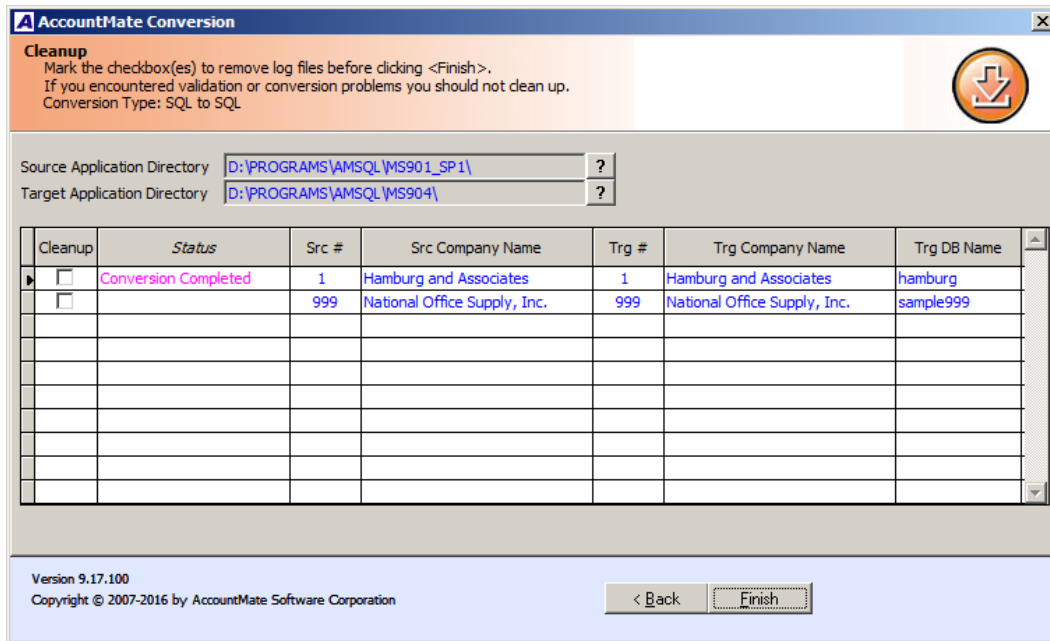 AccountMate Conversion
Cleanup
Mark the checkbox(es) to remove log files before clicking <Finish>.
If you encountered validation or conversion problems you should not clean up.
Conversion Type: SQL to SQL
Source Application Directory D:\PROGRAMS\AMSQL\MS901_SP1\ ?
Target Application Directory D:\PROGRAMS\AMSQL\MS904\ ?
Cleanup Status Src # Src Company Name Trg # Trg Company Name Trg DB Name
Conversion Completed 1 Hamburg and Associates 1 Hamburg and Associates hamburg
999 National Office Supply, Inc. 999 National Office Supply, Inc. sample999
Version 9.17.100
Copyright © 2007-2016 by AccountMate Software Corporation
< Back Finish